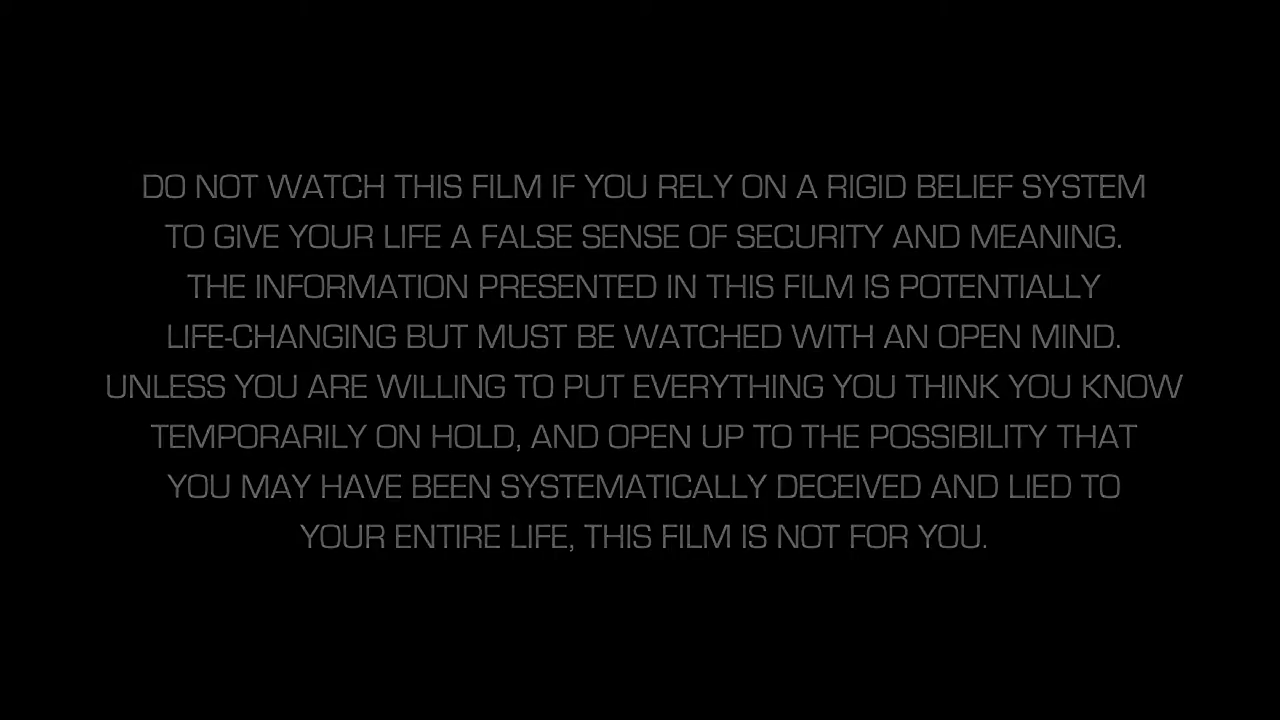 DO NOT WATCH THIS FILM IF YOU RELY ON A RIGID BELIEF SYSTEM
TO GIVE YOUR LIFE A FALSE SENSE OF SECURITY AND MEANING.
THE INFORMATION PRESENTED IN THIS FILM IS POTENTIALLY
LIFE-CHANGING BUT MUST BE WATCHED WITH AN OPEN MIND.
UNLESS YOU ARE WILLING TO PUT EVERYTHING YOU THINK YOU KNOW
TEMPORARILY ON HOLD, AND OPEN UP TO THE POSSIBILITY THAT
YOU MAY HAVE BEEN SYSTEMATICALLY DECEIVED AND LIED TO
YOUR ENTIRE LIFE, THIS FILM IS NOT FOR YOU.